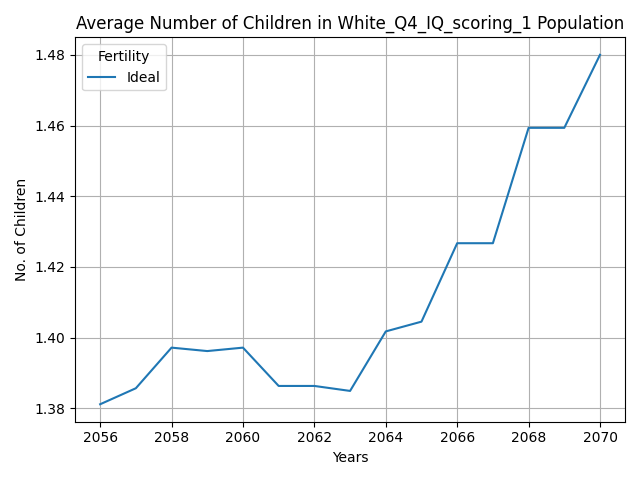 Average Number of Children in White_Q4_IQ_scoring_1 Population
Fertility
Ideal
1.48
1.46
1.44
1.42
1.40
1.38
No. of Children
2056 2058 2060 2062 2064 2066 2068 2070
Years